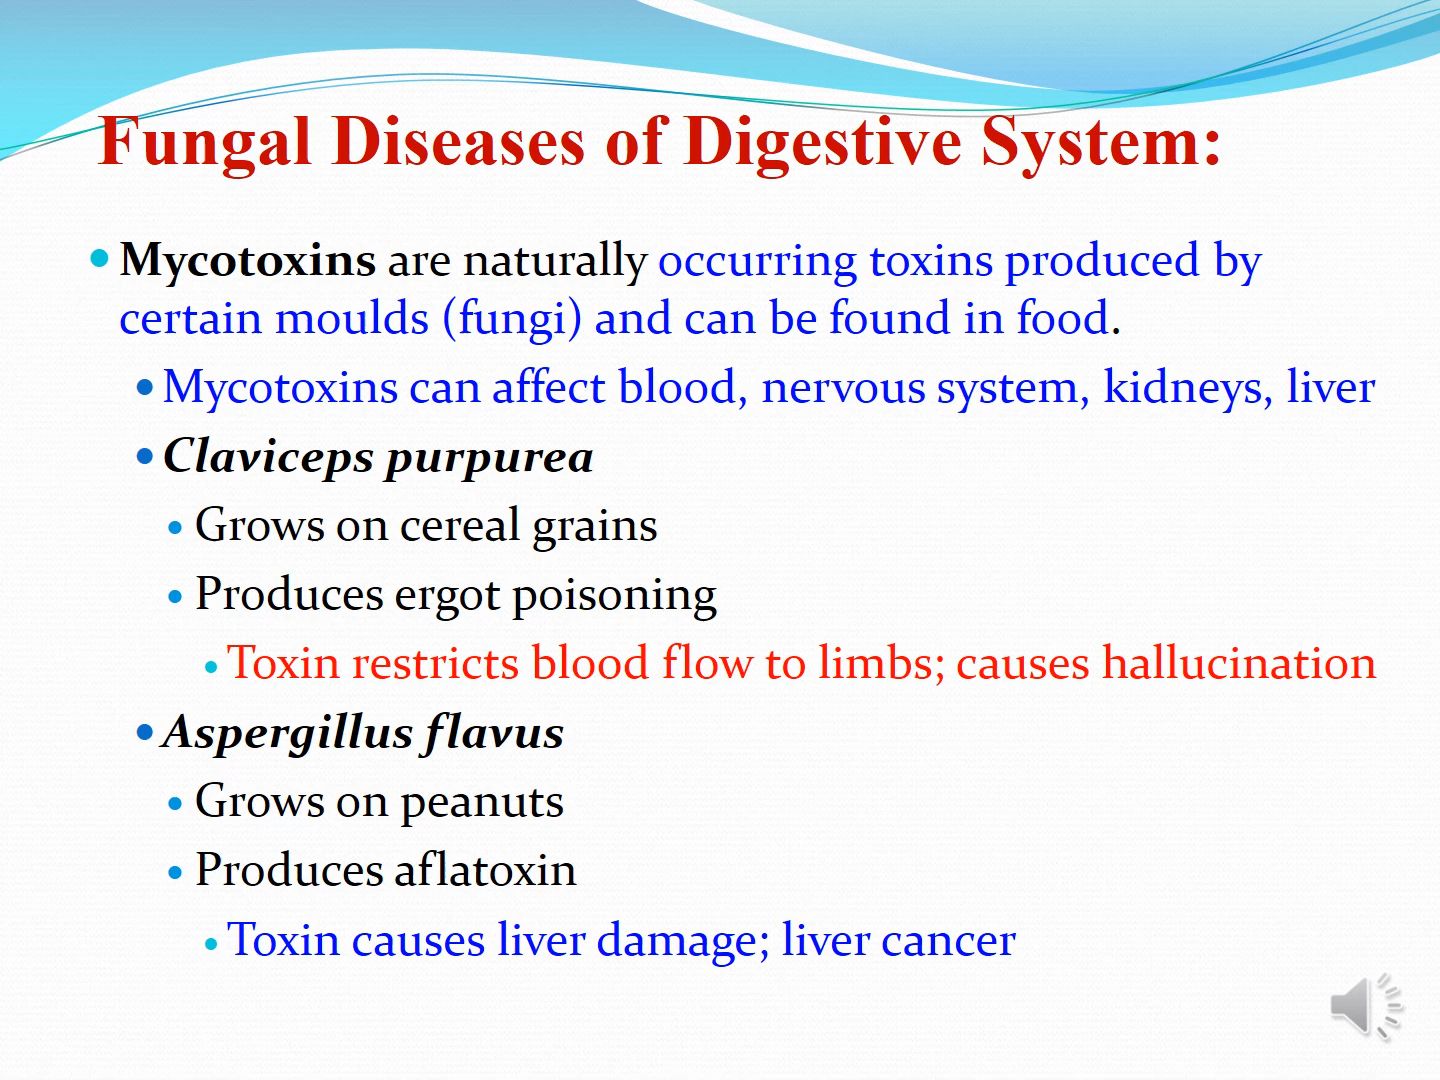 Fungal Diseases of Digestive System:
• Mycotoxins are naturally occurring toxins produced by
certain moulds (fungi) and can be found in food.
• Mycotoxins can affect blood, nervous system, kidneys, liver
• Claviceps purpurea
• Grows on cereal grains
• Produces ergot poisoning
• Toxin restricts blood flow to limbs; causes hallucination
• Aspergillus flavus
• Grows on peanuts
• Produces aflatoxin
• Toxin causes liver damage; liver cancer